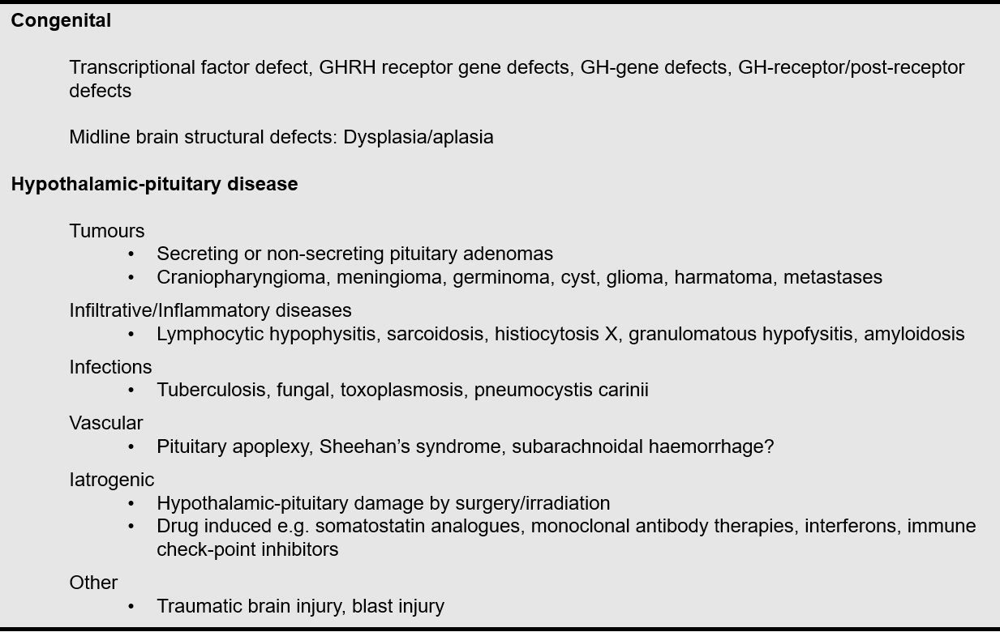 Congenital
Transcriptional factor defect, GHRH receptor gene defects, GH-gene defects, GH-receptor/post-receptor
defects
Midline brain structural defects: Dysplasia/aplasia
Hypothalamic-pituitary disease
Tumours
• Secreting or non-secreting pituitary adenomas
• Craniopharyngioma, meningioma, germinoma, cyst, glioma, harmatoma, metastases
Infiltrative/Inflammatory diseases
• Lymphocytic hypophysitis, sarcoidosis, histiocytosis X, granulomatous hypofysitis, amyloidosis
Infections
• Tuberculosis, fungal, toxoplasmosis, pneumocystis carinii
Vascular
• Pituitary apoplexy, Sheehan’s syndrome, subarachnoidal haemorrhage?
Iatrogenic
• Hypothalamic-pituitary damage by surgery/irradiation
• Drug induced e.g. somatostatin analogues, monoclonal antibody therapies, interferons, immune
check-point inhibitors
Other
• Traumatic brain injury, blast injury